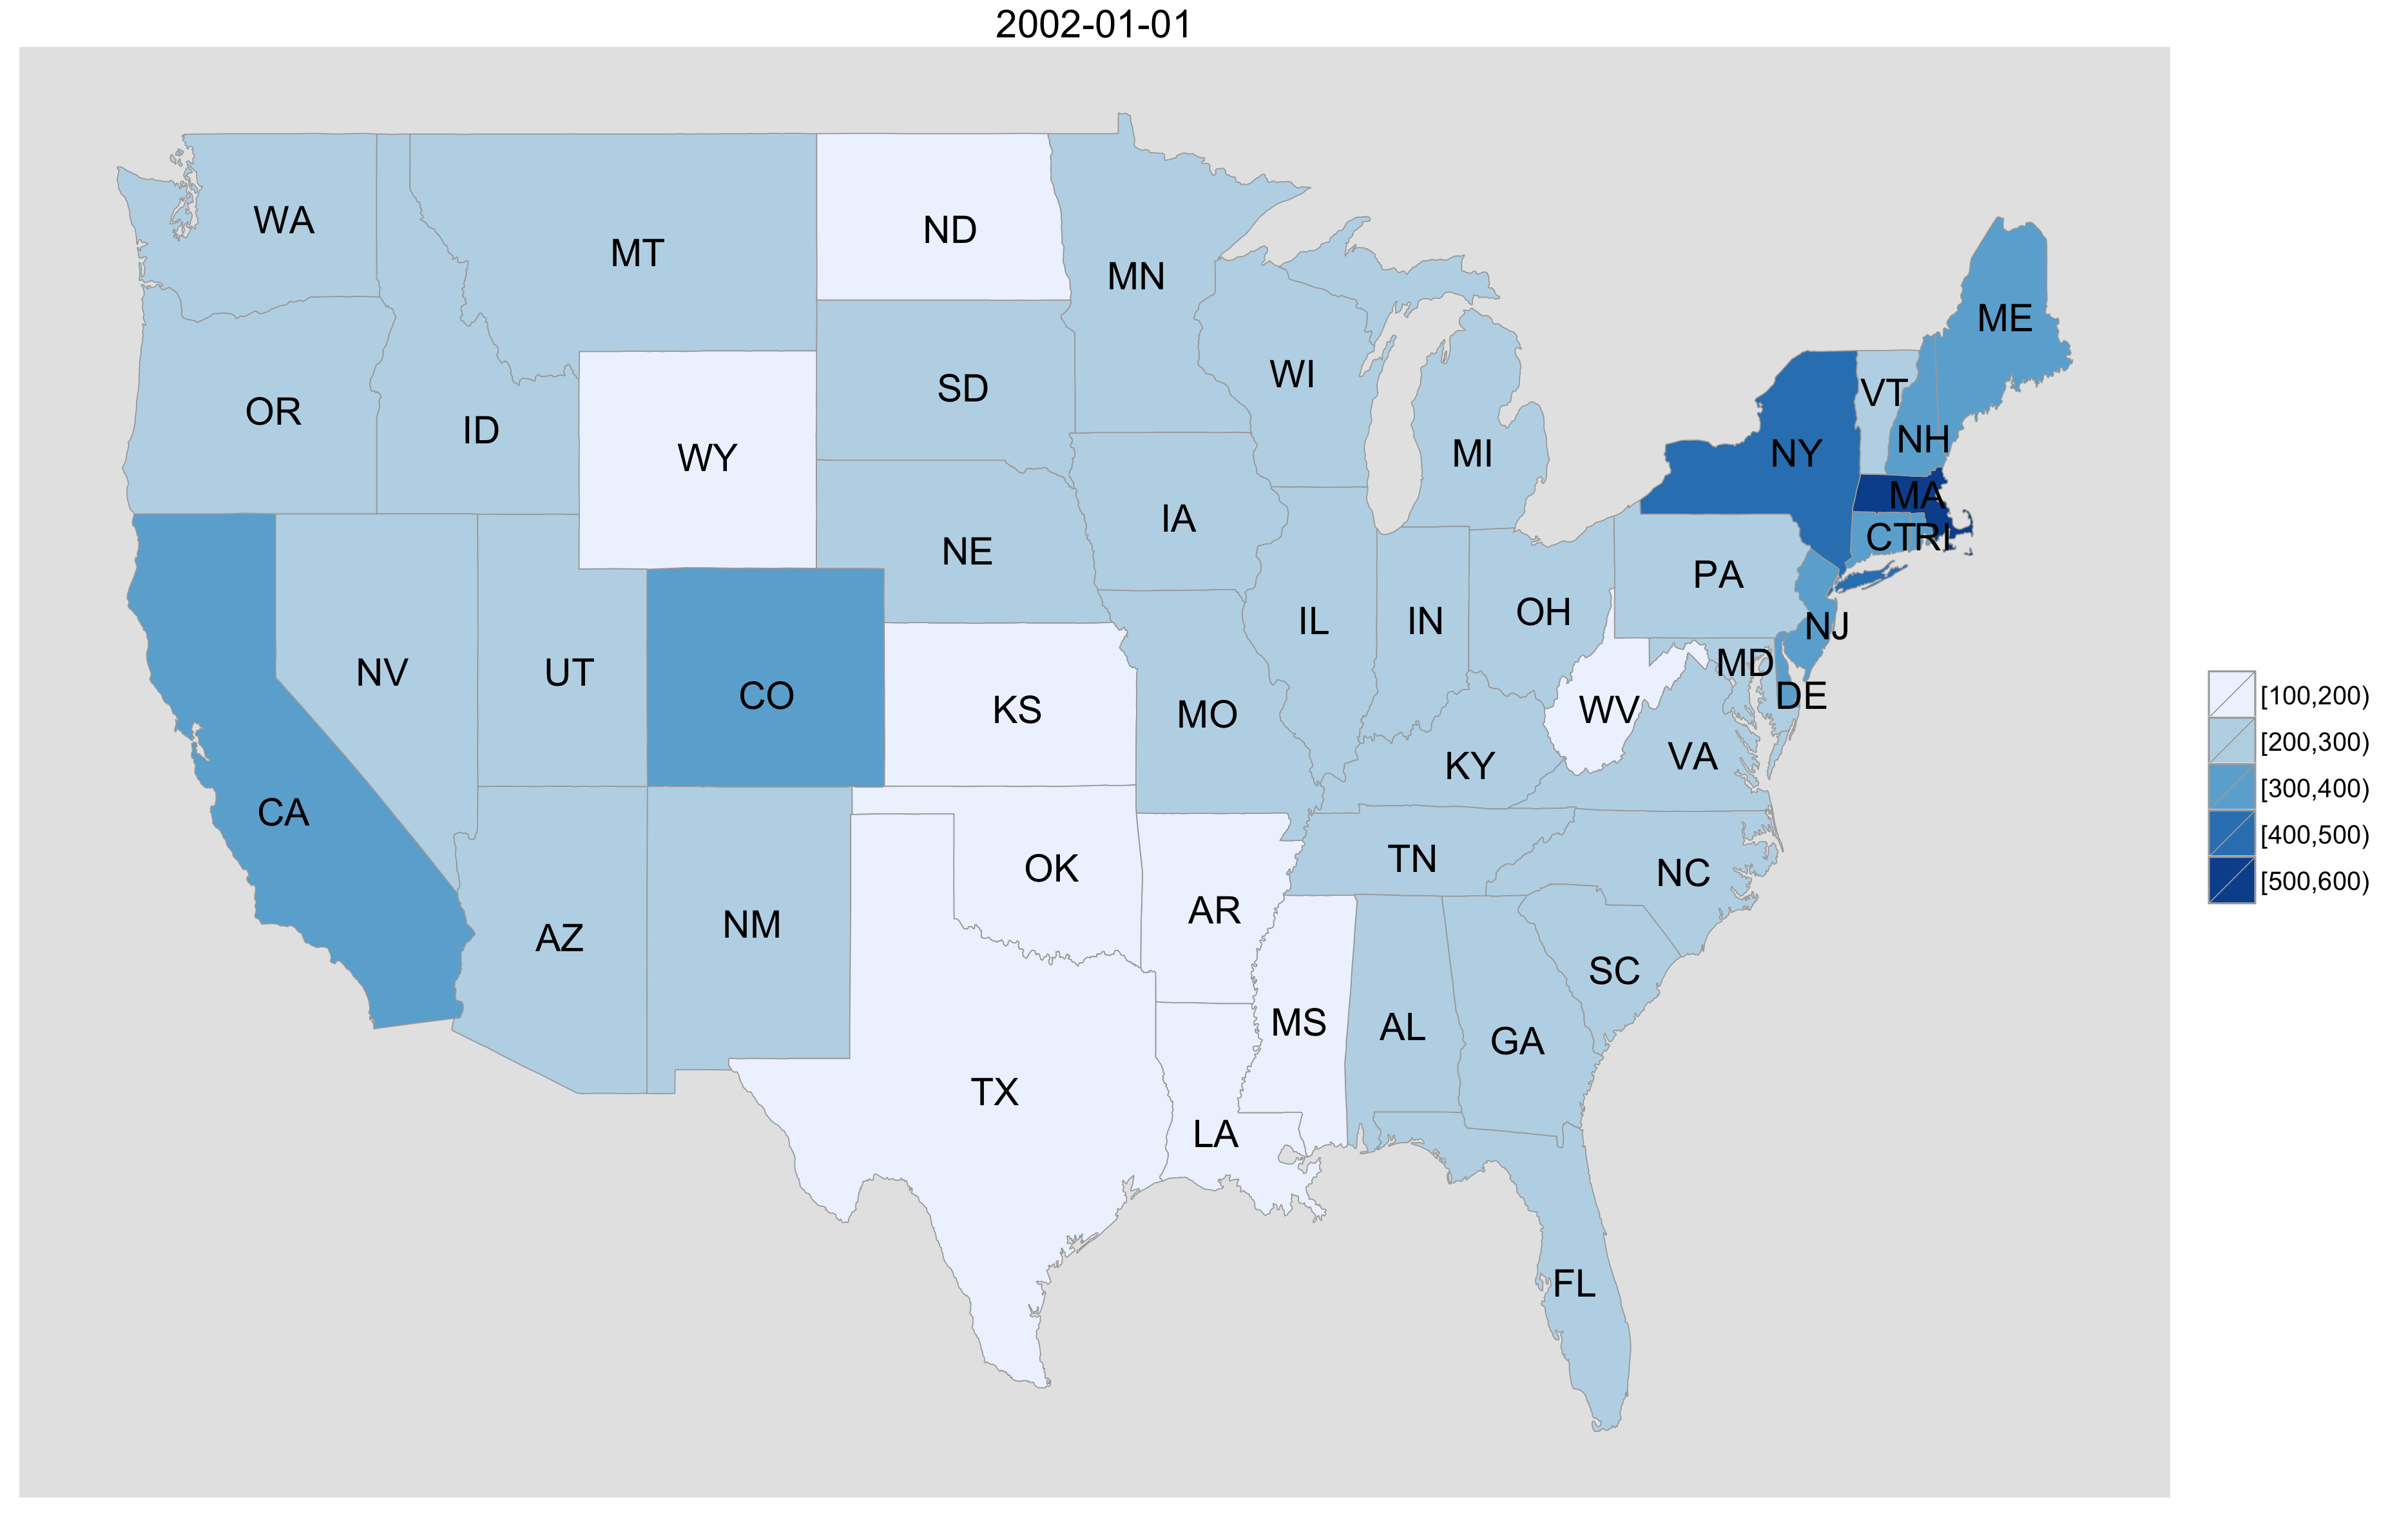 2002-01-01
WA
MT
ND
MN
ME
OR
ID
WY
SD
WI
MI
NY
VT
NH
MA
CT
RI
NE
IA
PA
NV
UT
CO
KS
MO
IL
IN
OH
NJ
MD
DE
WV
VA
KY
CA
AZ
NM
OK
AR
TN
NC
SC
TX
LA
MS
AL
GA
FL
[100,200)
[200,300)
[300,400)
[400,500)
[500,600)